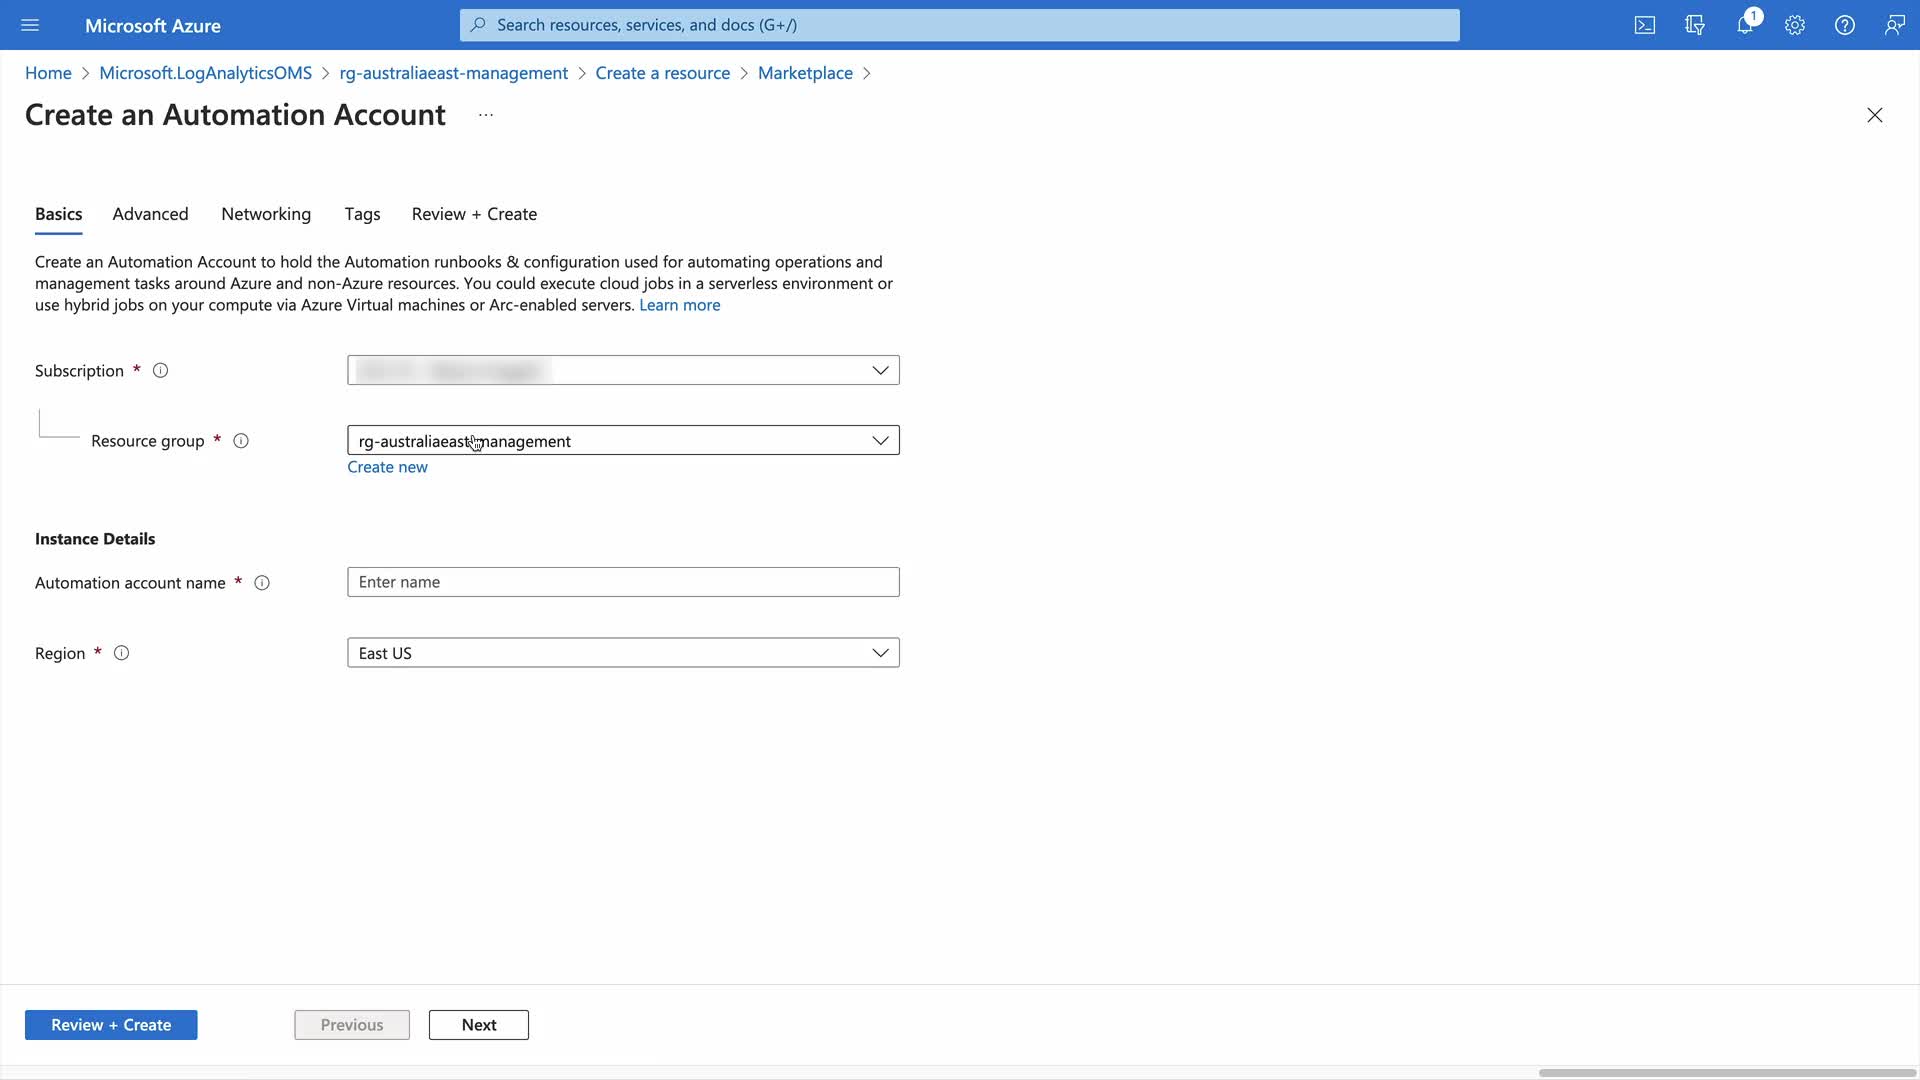 Microsoft Azure
Search resources, services, and docs (G+/)
1
Home > Microsoft.LogAnalyticsOMS > rg-australiaeast-management > Create a resource > Marketplace >
Create an Automation Account ...
Basics Advanced Networking Tags Review + Create
Create an Automation Account to hold the Automation runbooks & configuration used for automating operations and
management tasks around Azure and non-Azure resources. You could execute cloud jobs in a serverless environment or
use hybrid jobs on your compute via Azure Virtual machines or Arc-enabled servers. Learn more
Subscription *
Resource group * rg-australiaeast-management
Create new
Instance Details
Automation account name * Enter name
Region * East US
Review + Create Previous Next